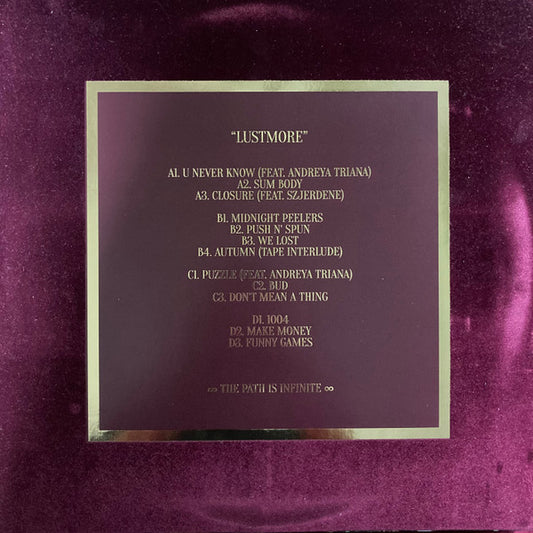 “LUSTMORE”
A1. U NEVER KNOW (FEAT. ANDREYA TRIANA)
A2. SUM BODY
A3. CLOSURE (FEAT. SZJERDENE)
B1. MIDNIGHT PEELERS
B2. PUSH N' SPUN
B3. WE LOST
B4. AUTUMN (TAPE INTERLUDE)
C1. PUZZLE (FEAT. ANDREYA TRIANA)
C2. BUD
C3. DON'T MEAN A THING
D1. 1004
D2. MAKE MONEY
D3. FUNNY GAMES
∞ THE PATH IS INFINITE ∞